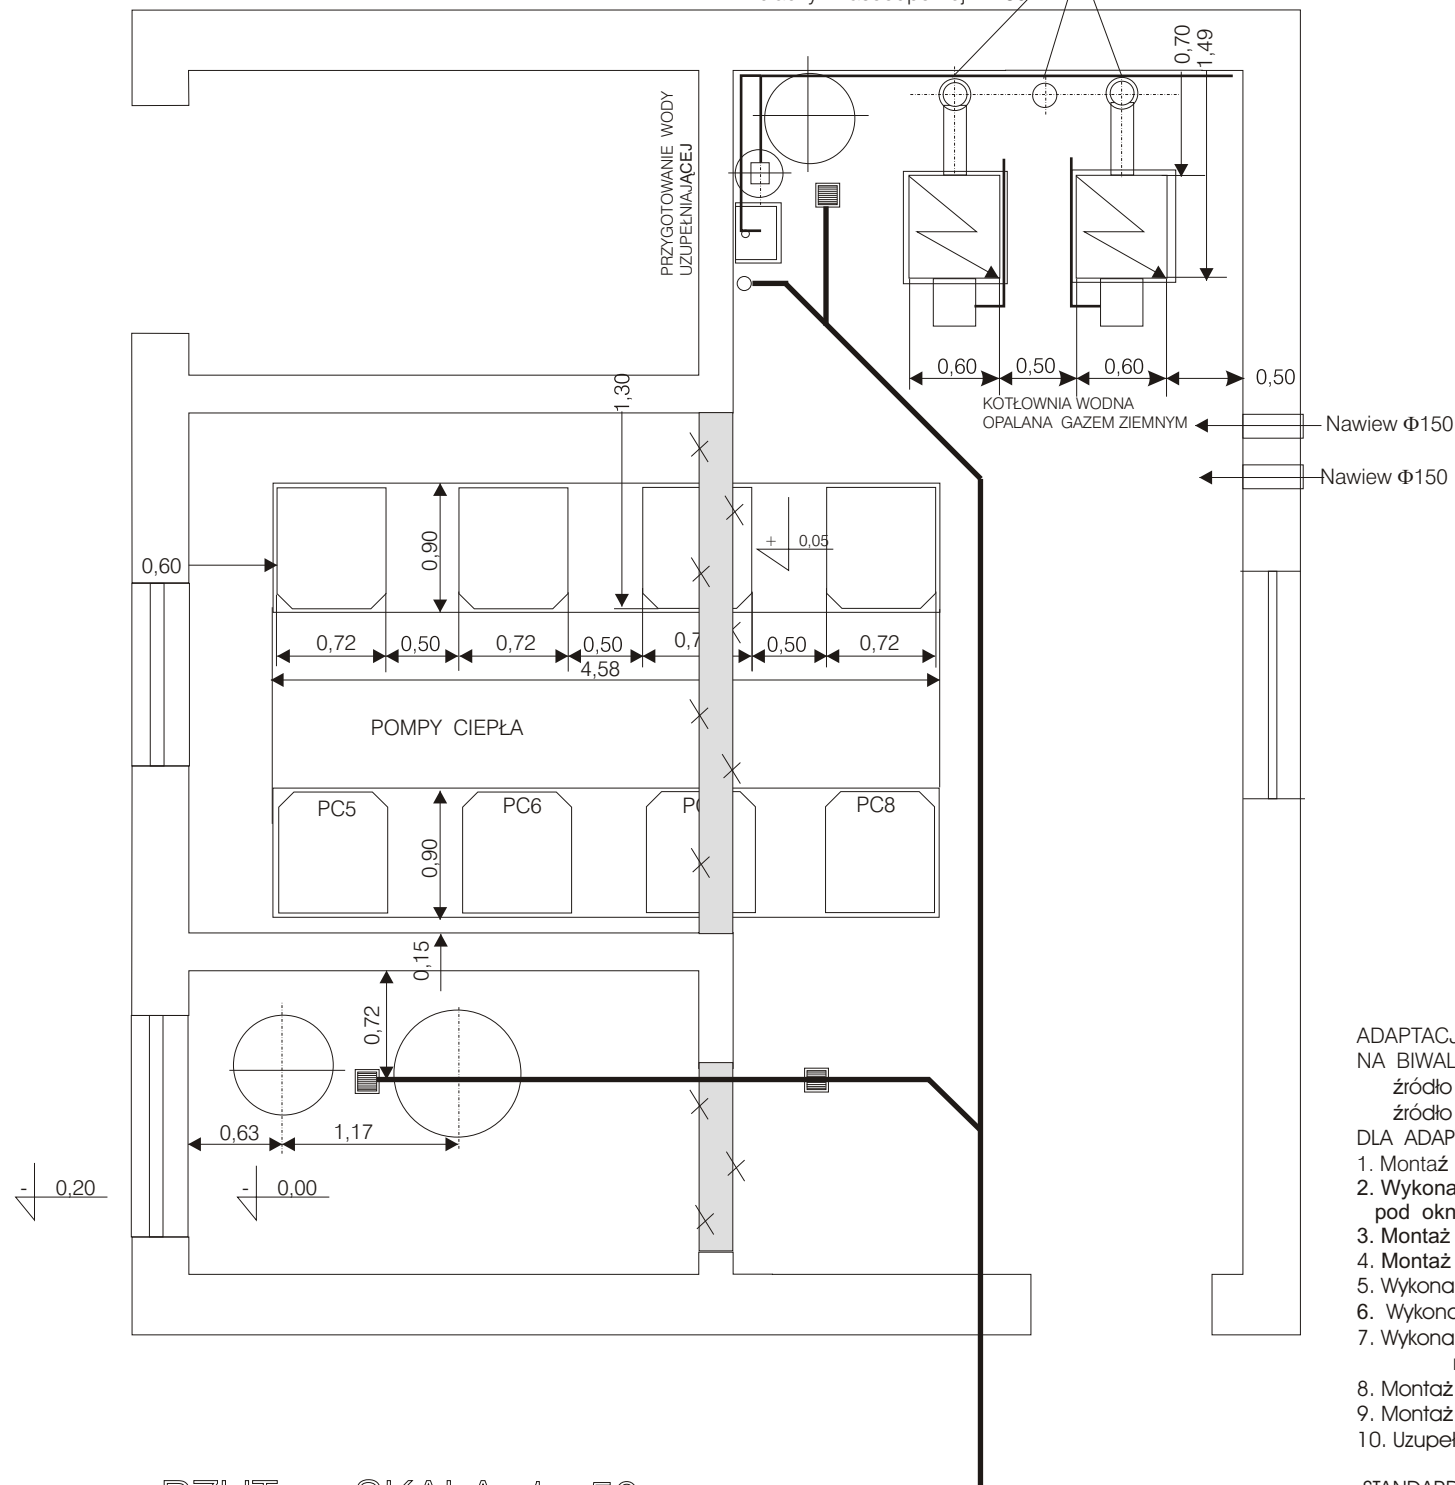 0,70
1,49
PRZYGOTOWANIE WODY
UZUPEŁNIAJĄCEJ
0,60
0,50
0,60
0,50
KOTŁOWNIA WODNA
OPALANA GAZEM ZIEMNYM
Nawiew Φ150
Nawiew Φ150
1,30
0,60
0,90
+ 0,05
0,72
0,50
0,72
0,50
0,7
0,50
0,72
4,58
POMPY CIEPŁA
PC5
PC6
PC8
0,90
0,15
0,72
0,63
1,17
- 0,20
- 0,00
ADAPTACJ
NA BIWAL
źródło
źródło
DLA ADAP
1. Montaź
2. Wykona
pod okn
3. Montaż
4. Montaż
5. Wykona
6. Wykona
7. Wykona
8. Montaż
9. Montaż
10. Uzupeł